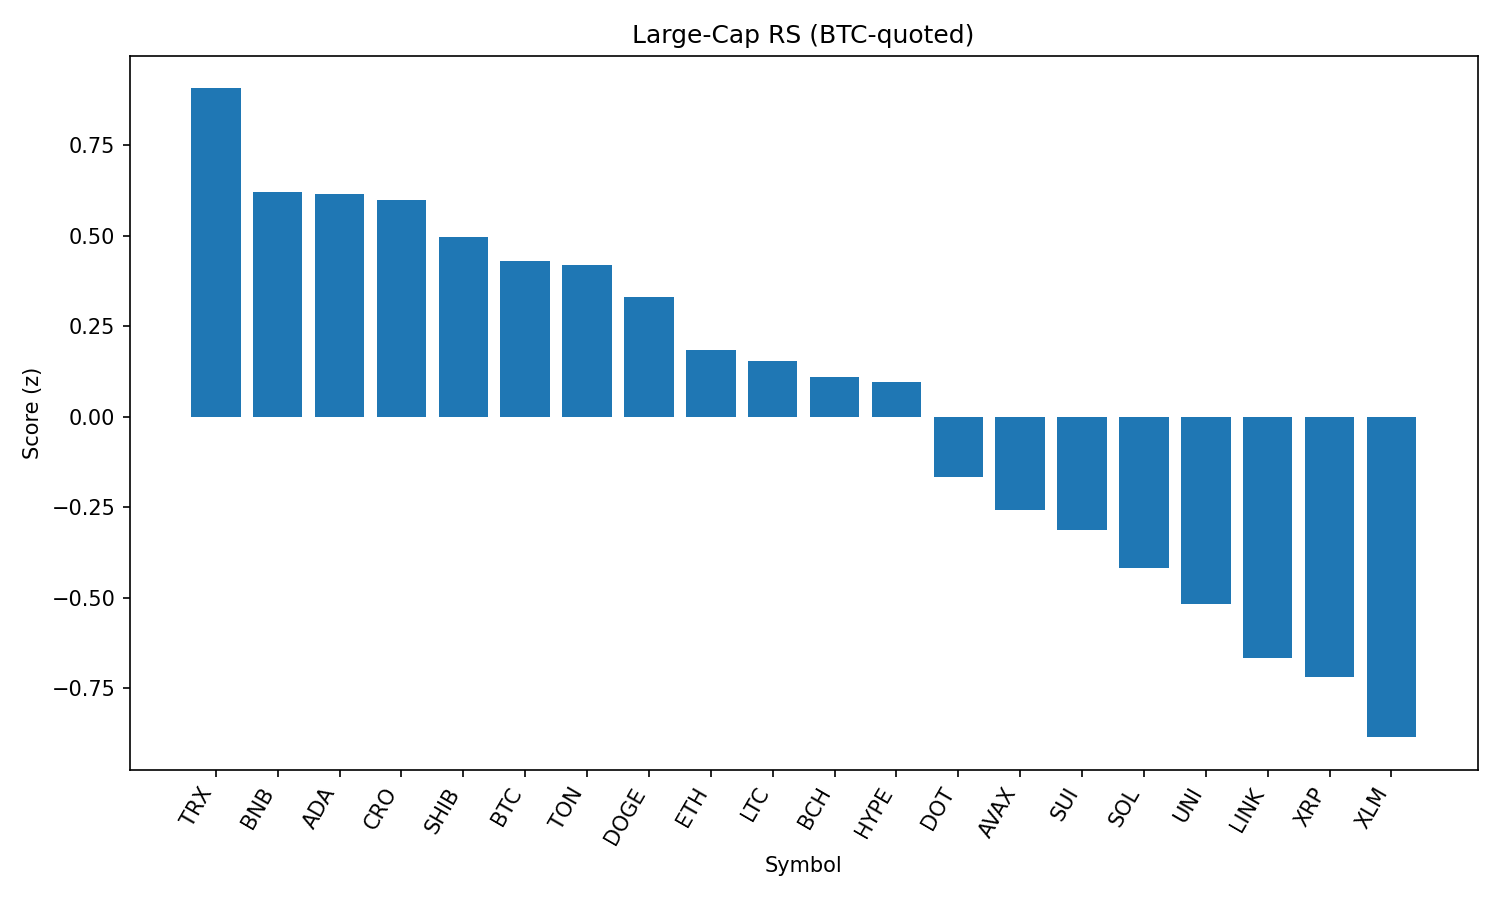 Large-Cap RS (BTC-quoted)
Score (z)
0.75
0.50
0.25
0.00
−0.25
−0.50
−0.75
TRX
BNB
ADA
CRO
SHIB
BTC
TON
DOGE
ETH
LTC
BCH
HYPE
DOT
AVAX
SUI
SOL
UNI
LINK
XRP
XLM
Symbol